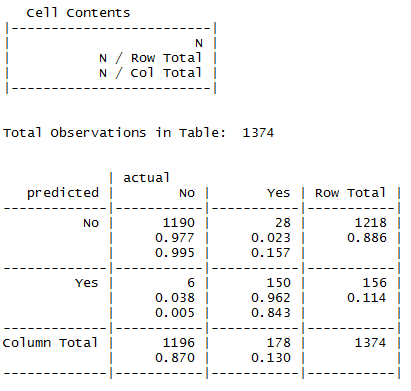 Cell Contents
|-------------------------|
|                       N |
|           N / Row Total |
|           N / Col Total |
|-------------------------|
Total Observations in Table:  1374
             | actual
   predicted |        No |       Yes | Row Total |
-------------|-----------|-----------|-----------|
          No |      1190 |        28 |      1218 |
             |     0.977 |     0.023 |     0.886 |
             |     0.995 |     0.157 |           |
-------------|-----------|-----------|-----------|
         Yes |         6 |       150 |       156 |
             |     0.038 |     0.962 |     0.114 |
             |     0.005 |     0.843 |           |
-------------|-----------|-----------|-----------|
Column Total |      1196 |       178 |      1374 |
             |     0.870 |     0.130 |           |
-------------|-----------|-----------|-----------|